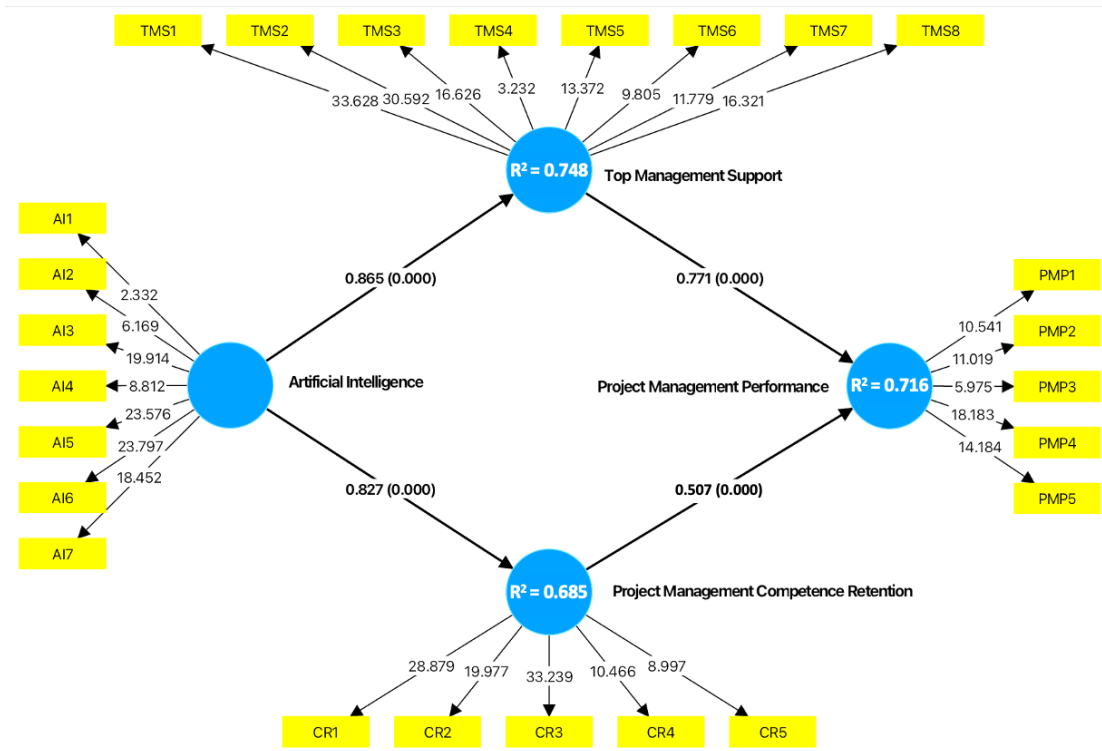 TMS1 TMS2 TMS3 TMS4 TMS5 TMS6 TMS7 TMS8
33.628 30.592 16.626 3.232 13.372 9.805 11.779 16.321
R² = 0.748
Top Management Support
AI1
AI2
AI3
AI4
AI5
AI6
AI7
2.332
6.169
19.914
8.812
23.576
23.797
18.452
Artificial Intelligence
0.865 (0.000)
0.771 (0.000)
0.827 (0.000)
0.507 (0.000)
Project Management Performance
R² = 0.716
10.541
11.019
5.975
18.183
14.184
PMP1
PMP2
PMP3
PMP4
PMP5
R² = 0.685
Project Management Competence Retention
28.879 19.977 33.239 10.466 8.997
CR1 CR2 CR3 CR4 CR5